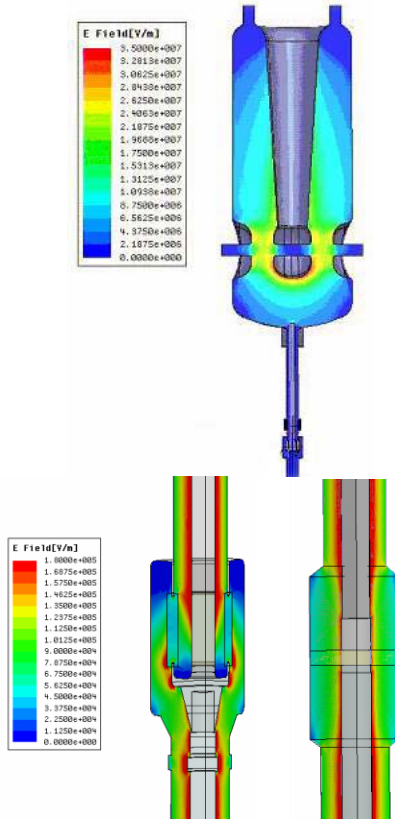 E Field[V/m]
3.5000e+007
3.2813e+007
3.0625e+007
2.8438e+007
2.6250e+007
2.4063e+007
2.1875e+007
1.9688e+007
1.7500e+007
1.5313e+007
1.3125e+007
1.0938e+007
8.7500e+006
6.5625e+006
4.3750e+006
2.1875e+006
0.0000e+000
E Field[V/m]
1.8000e+005
1.6875e+005
1.5750e+005
1.4625e+005
1.3500e+005
1.2375e+005
1.1250e+005
1.0125e+005
9.0000e+004
7.8750e+004
6.7500e+004
5.6250e+004
4.5000e+004
3.3750e+004
2.2500e+004
1.1250e+004
0.0000e+000